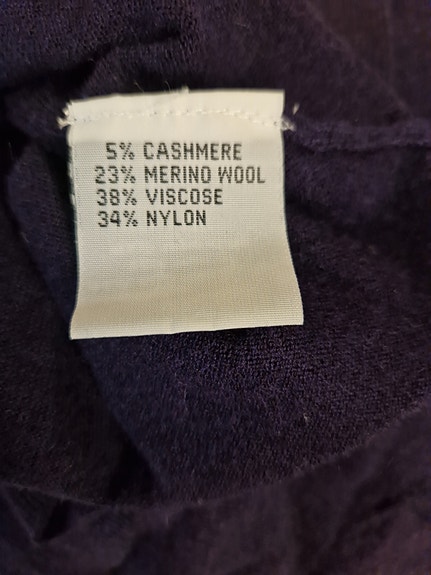 5% CASHMERE
23% MERINO WOOL
38% VISCOSE
34% NYLON